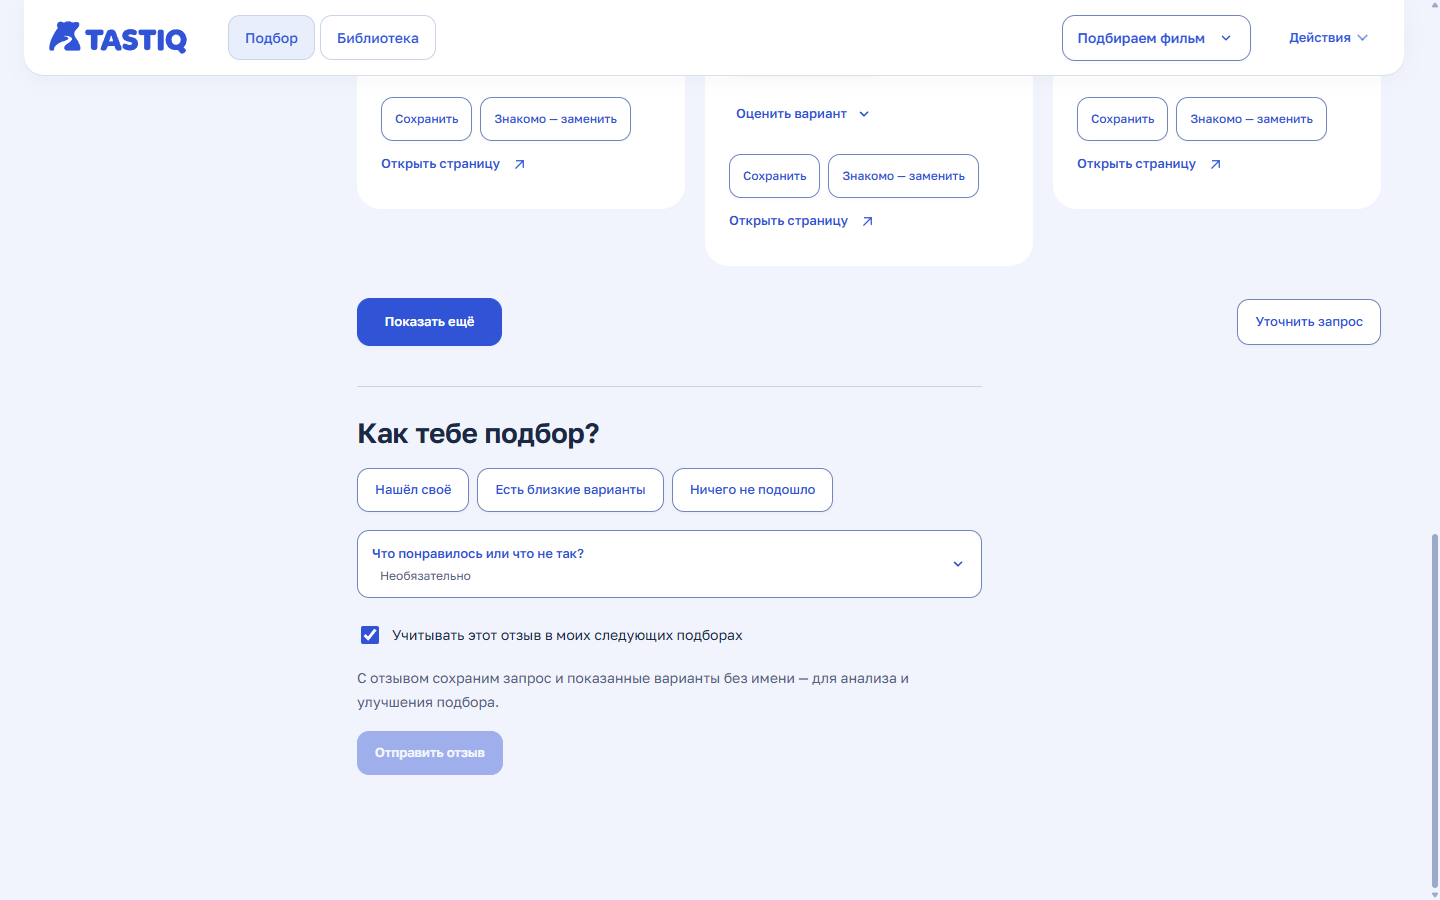 TASTIQ
Подбор
Библиотека
Подбираем фильм
Действия
Сохранить
Знакомо — заменить
Открыть страницу
Оценить вариант
Сохранить
Знакомо — заменить
Открыть страницу
Сохранить
Знакомо — заменить
Открыть страницу
Показать ещё
Уточнить запрос
Как тебе подбор?
Нашёл своё
Есть близкие варианты
Ничего не подошло
Что понравилось или что не так?
Необязательно
Учитывать этот отзыв в моих следующих подборах
С отзывом сохраним запрос и показанные варианты без имени — для анализа и
улучшения подбора.
Отправить отзыв